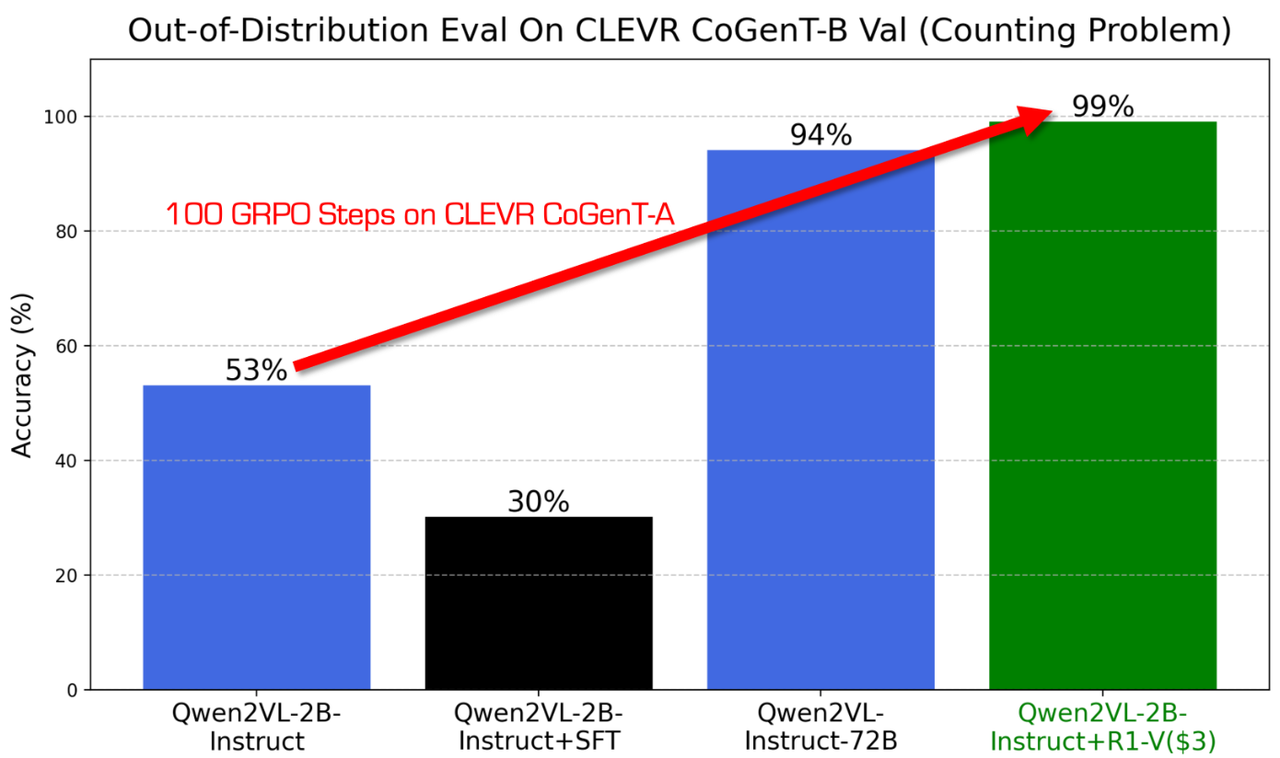 Out-of-Distribution Eval On CLEVR CoGenT-B Val (Counting Problem)
Accuracy (%)
100
80
60
40
20
0
100 GRPO Steps on CLEVR CoGenT-A
53%
30%
94%
99%
Qwen2VL-2B-
Instruct
Qwen2VL-2B-
Instruct+SFT
Qwen2VL-
Instruct-72B
Qwen2VL-2B-
Instruct+R1-V($3)